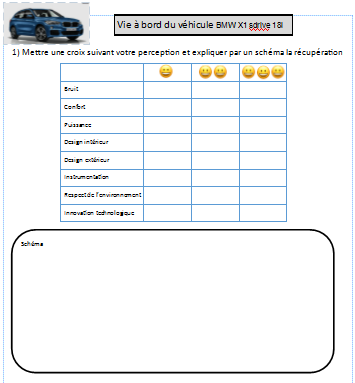 Vie à bord du véhicule BMW X1 sdrive 18i
1) Mettre une croix suivant votre perception et expliquer par un schéma la récupération
Bruit
Confort
Puissance
Design intérieur
Design extérieur
Instrumentation
Respect de l'environnement
Innovation technologique
Schéma